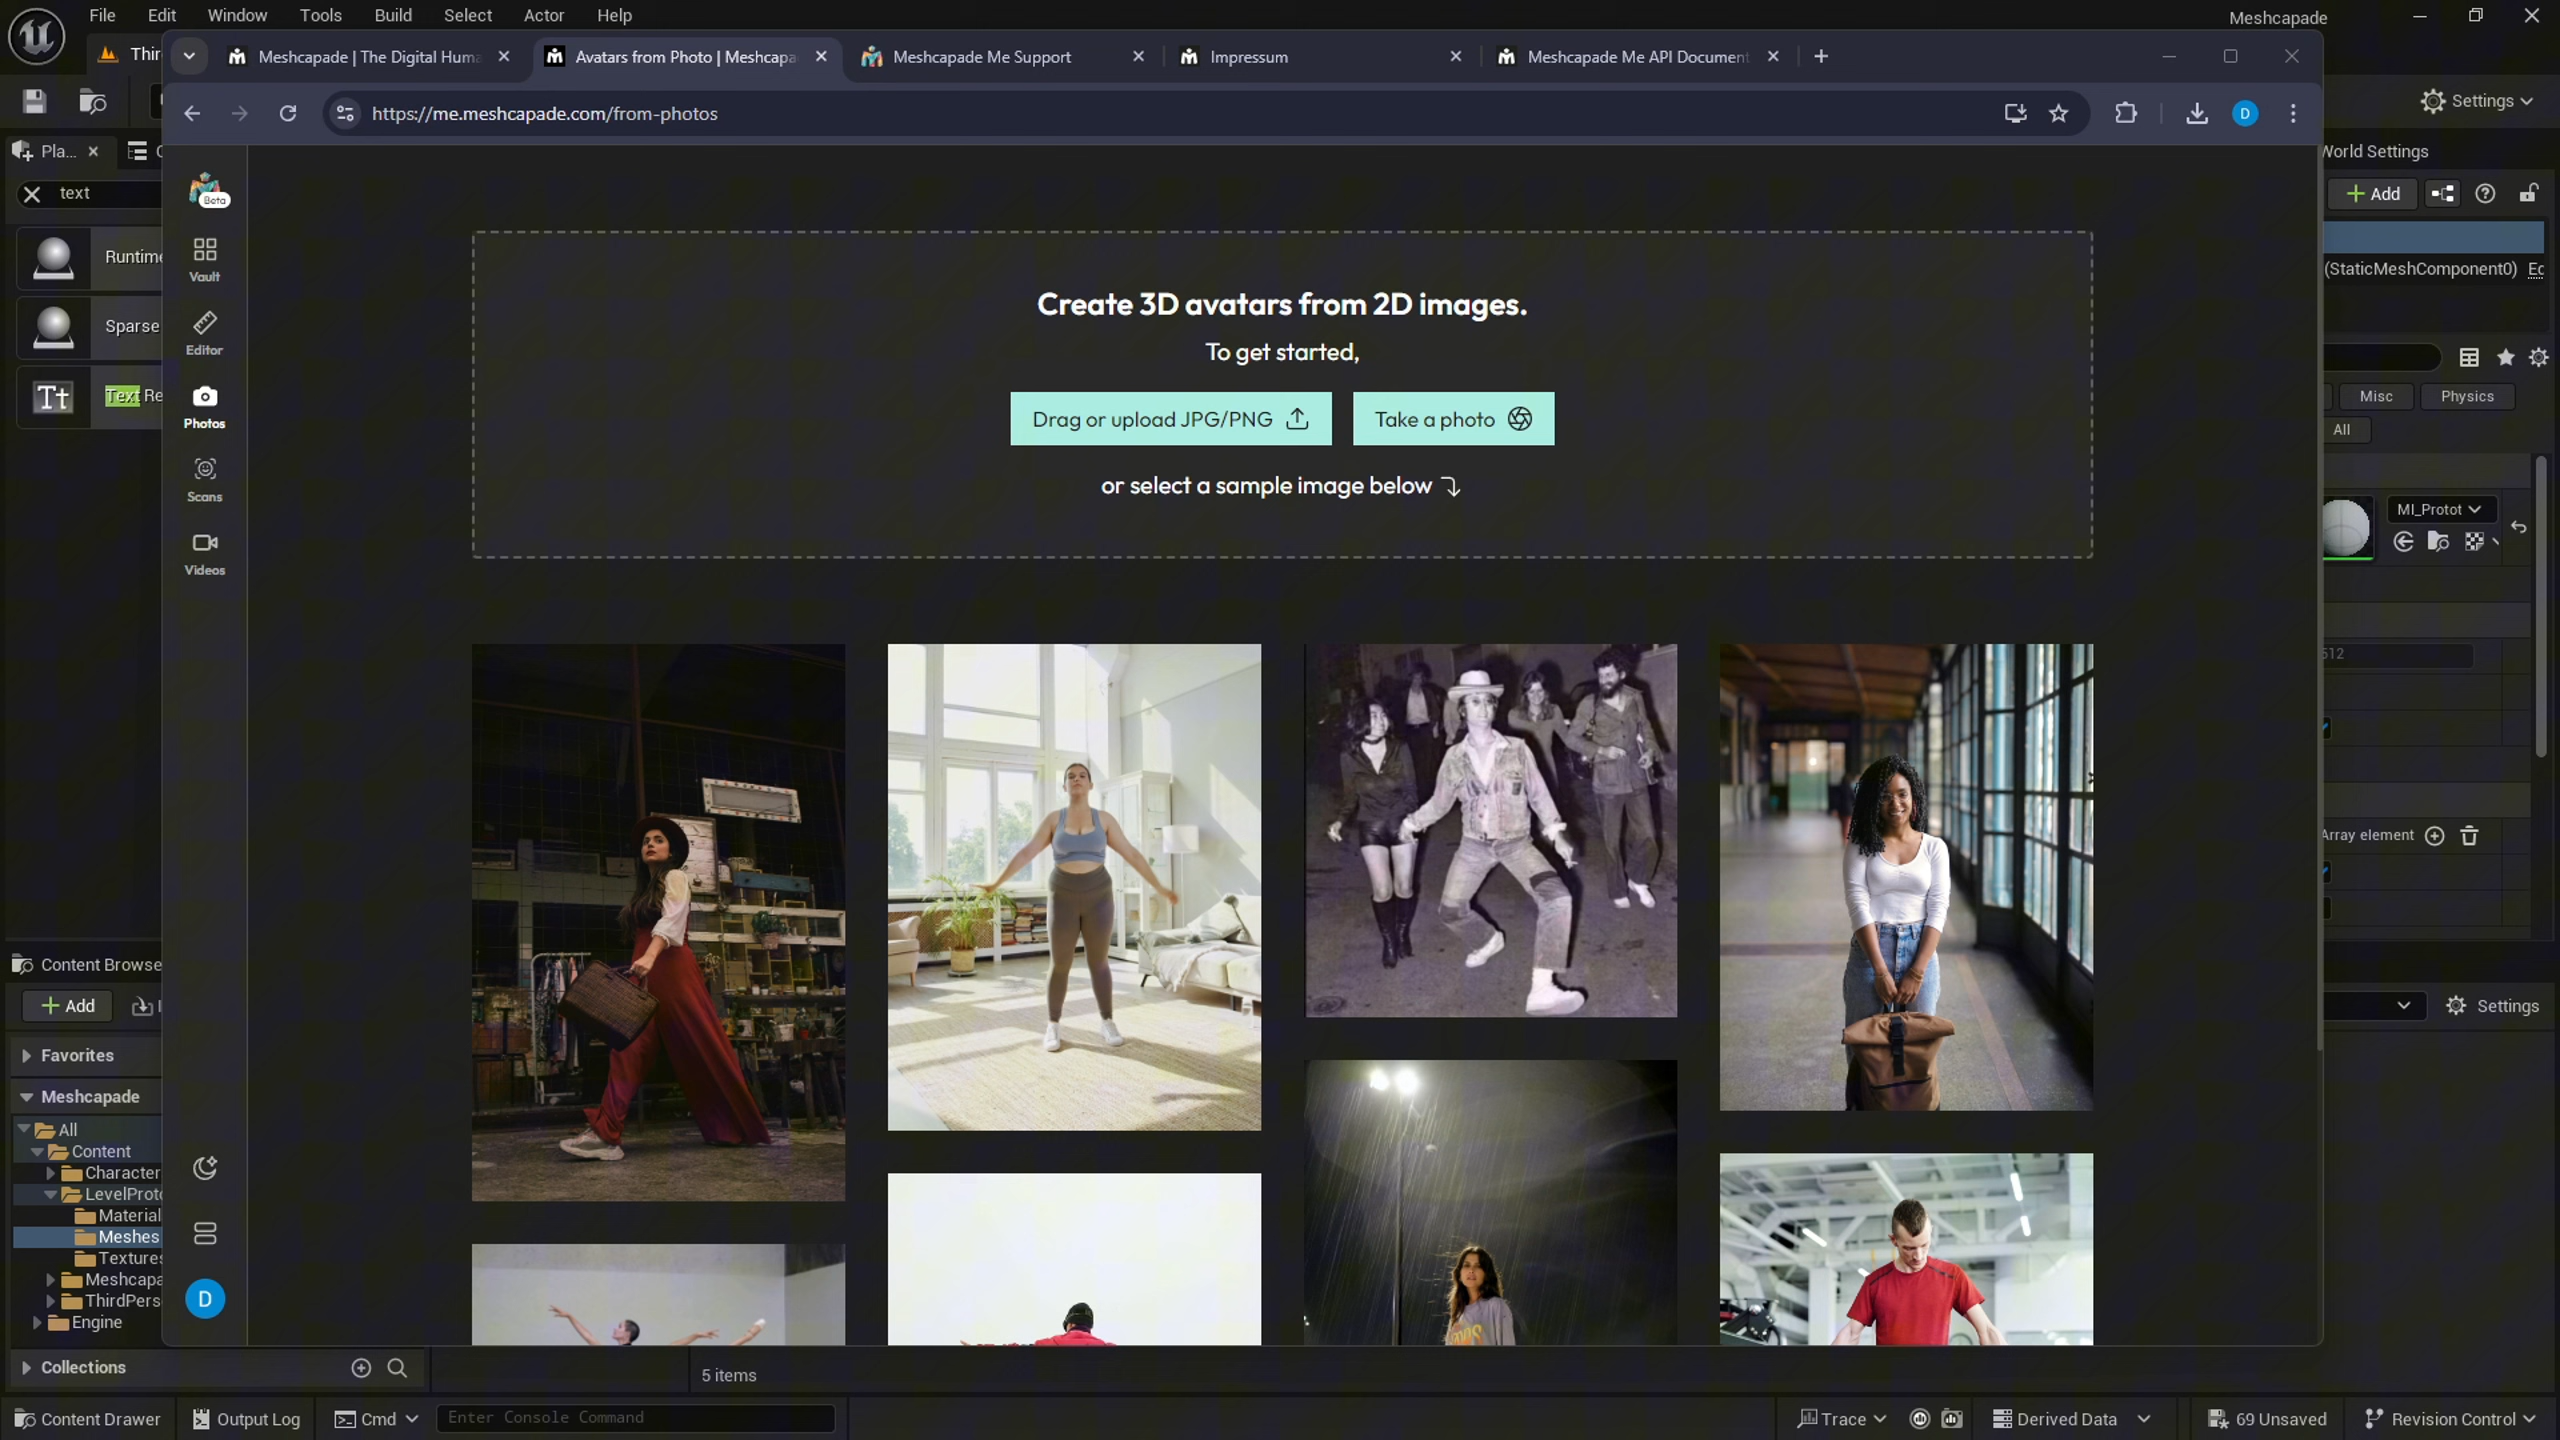 File Edit Window Tools Build Select Actor Help
Meshcapade
Meshcapade | The Digital Huma
Avatars from Photo | Meshcapa
Meshcapade Me Support
Impressum
Meshcapade Me API Document
https://me.meshcapade.com/from-photos
D
Settings
Pla...
World Settings
text
Add
Runtime
(StaticMeshComponent0)
Sparse
Text Re
Misc
Physics
All
MI_Protot
512
Array element
Beta
Vault
Editor
Photos
Scans
Videos
D
Create 3D avatars from 2D images.
To get started,
Drag or upload JPG/PNG
Take a photo
or select a sample image below
Content Browse
Add
Settings
Favorites
Meshcapade
All
Content
Character
LevelProto
Material
Meshes
Textures
Meshcapa
ThirdPers
Engine
Collections
5 items
Content Drawer
Output Log
Cmd
Enter Console Command
Trace
Derived Data
69 Unsaved
Revision Control